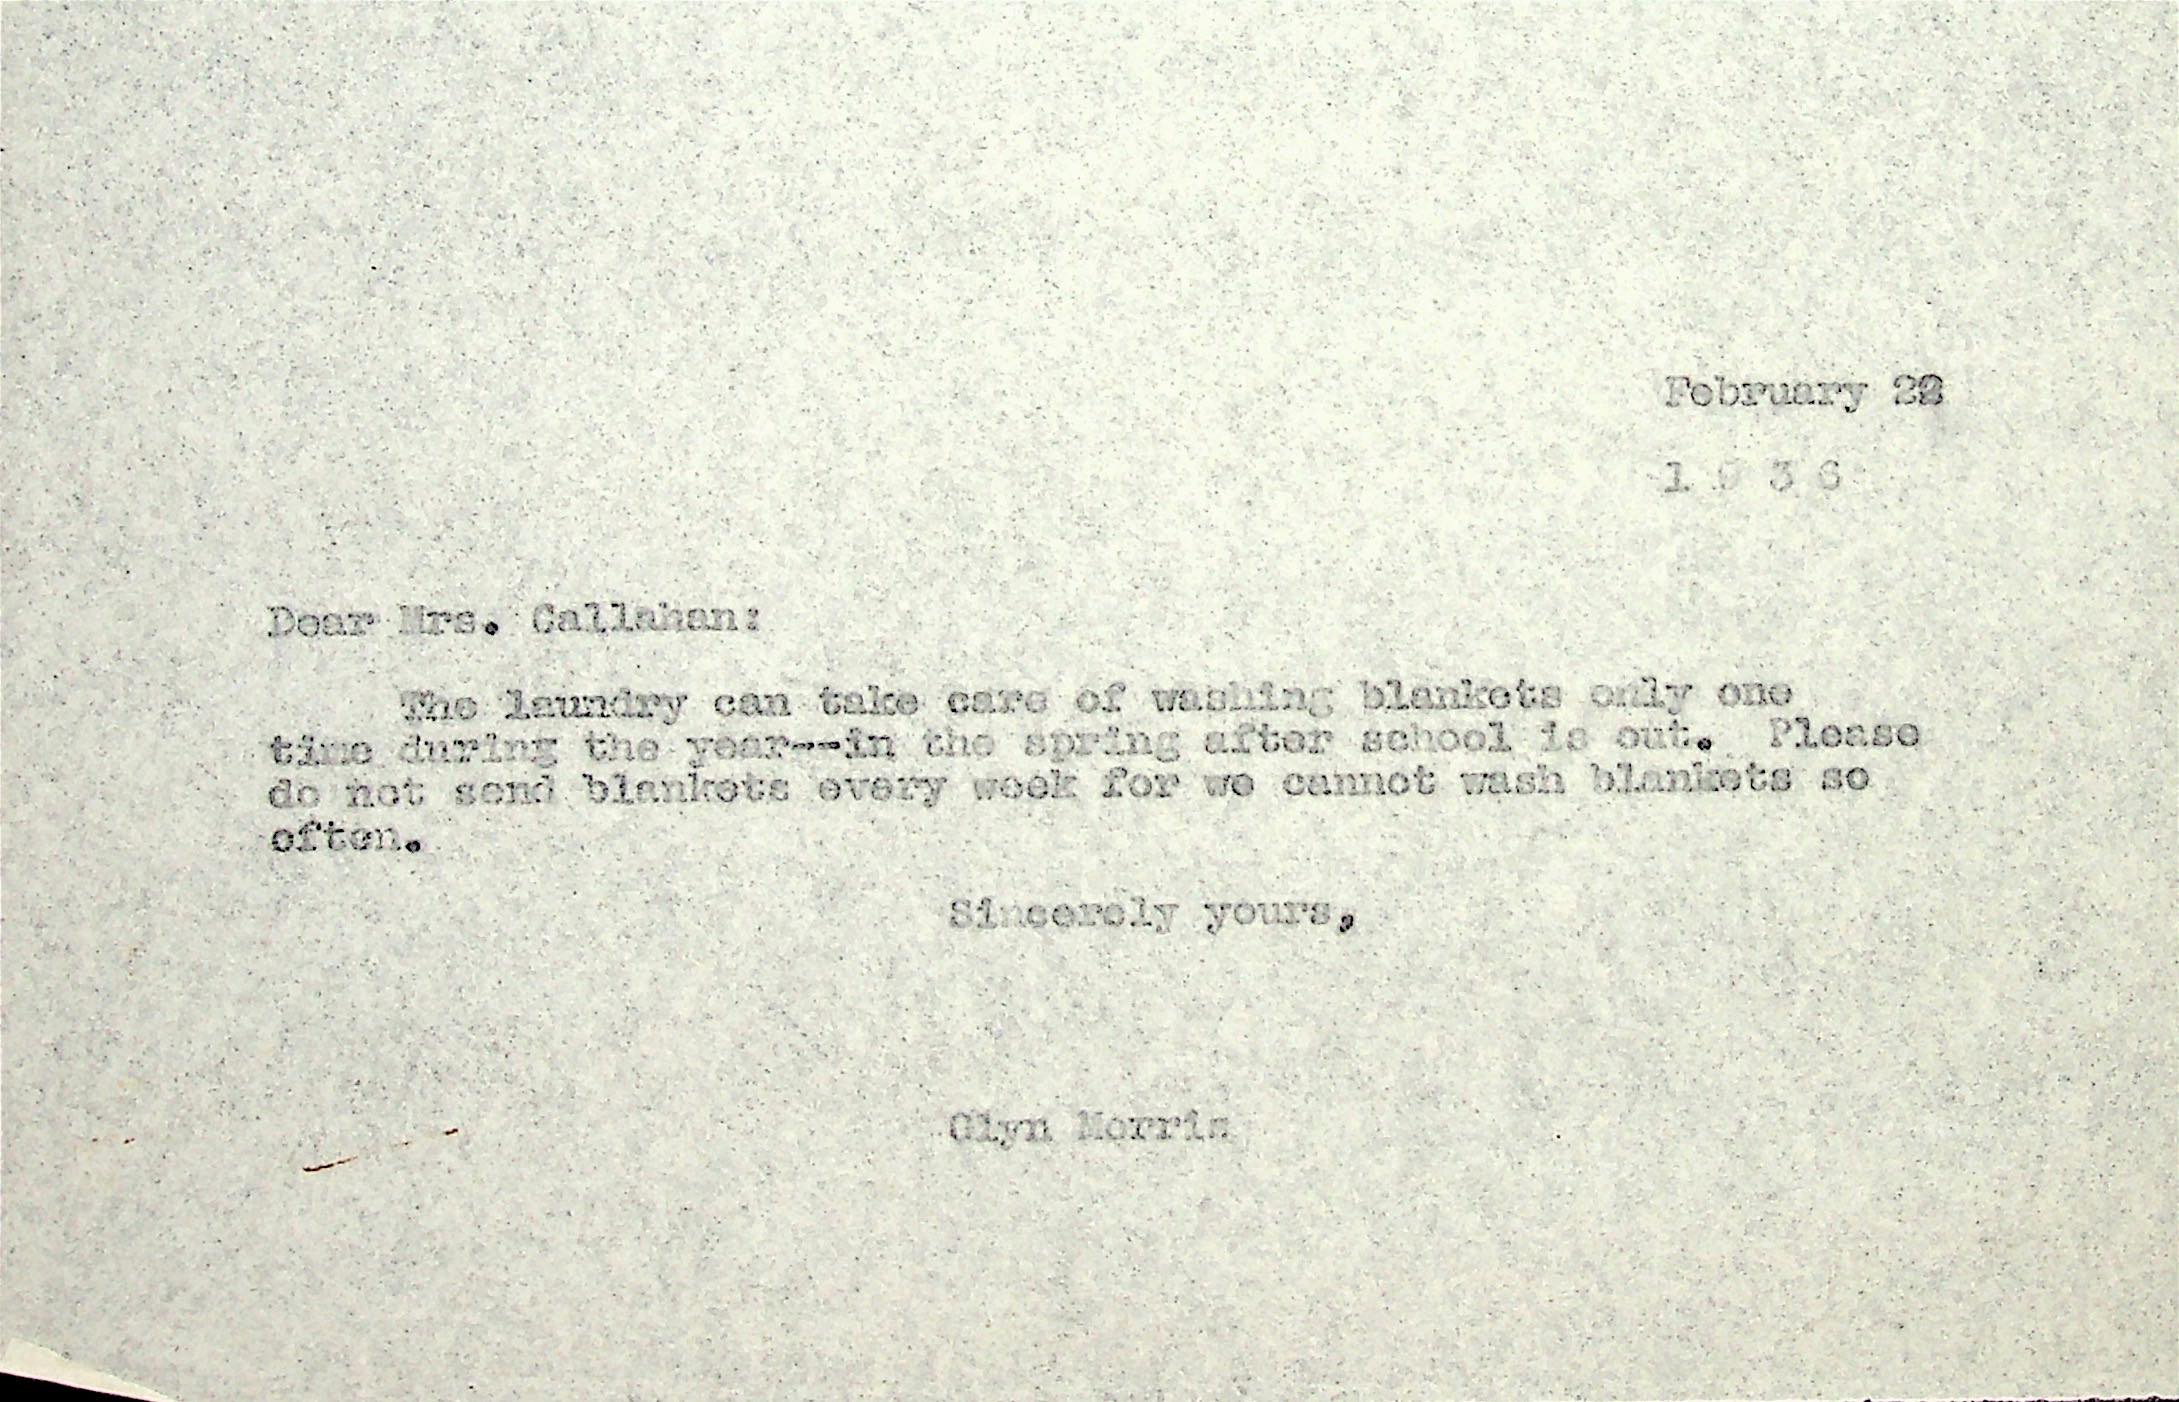 February 22
1 9 3 6
Dear Mrs. Callahan:
The laundry can take care of washing blankets only one
time during the year--in the spring after school is out. Please
do not send blankets every week for we cannot wash blankets so
often.
Sincerely yours,
Glyn Morris